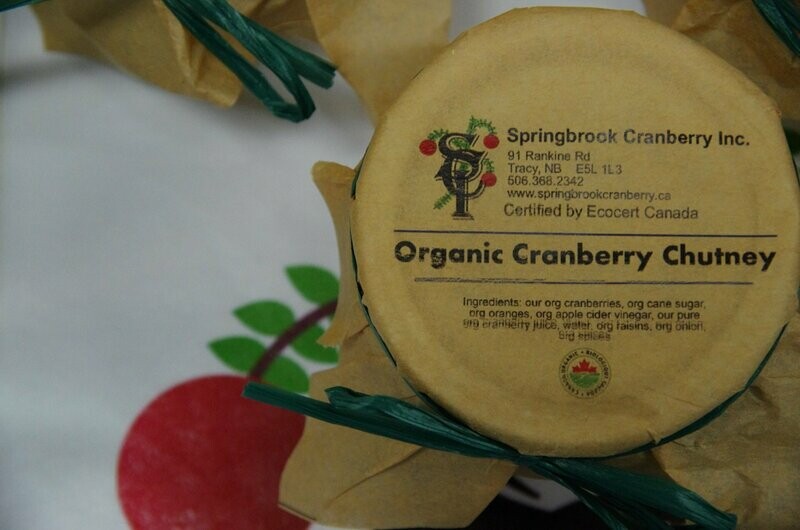 Springbrook Cranberry Inc.
91 Rankine Rd
Tracy, NB E5L 1L3
506.368.2342
www.springbrookcranberry.ca
Certified by Ecocert Canada
Organic Cranberry Chutney
Ingredients: our org cranberries, org cane sugar,
org oranges, org apple cider vinegar, our pure
org cranberry juice, water, org raisins, org onion,
org spices